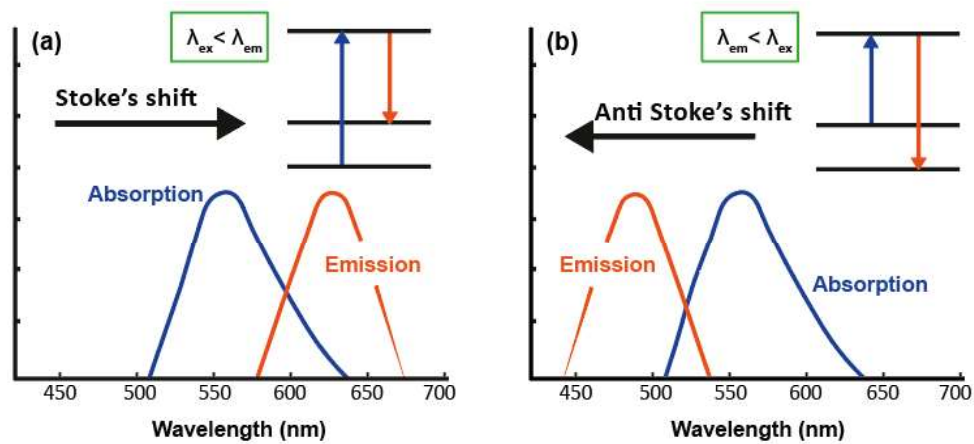 (a)
λex < λem
Stoke's shift
Absorption
Emission
450 500 550 600 650 700
Wavelength (nm)
(b)
λem < λex
Anti Stoke's shift
Emission
Absorption
450 500 550 600 650 700
Wavelength (nm)